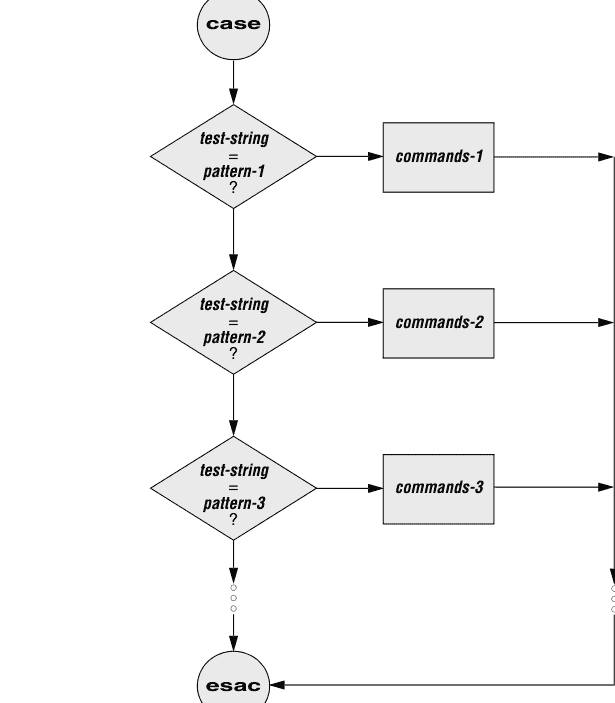 case
test-string
=
pattern-1
?
commands-1
test-string
=
pattern-2
?
commands-2
test-string
=
pattern-3
?
commands-3
esac